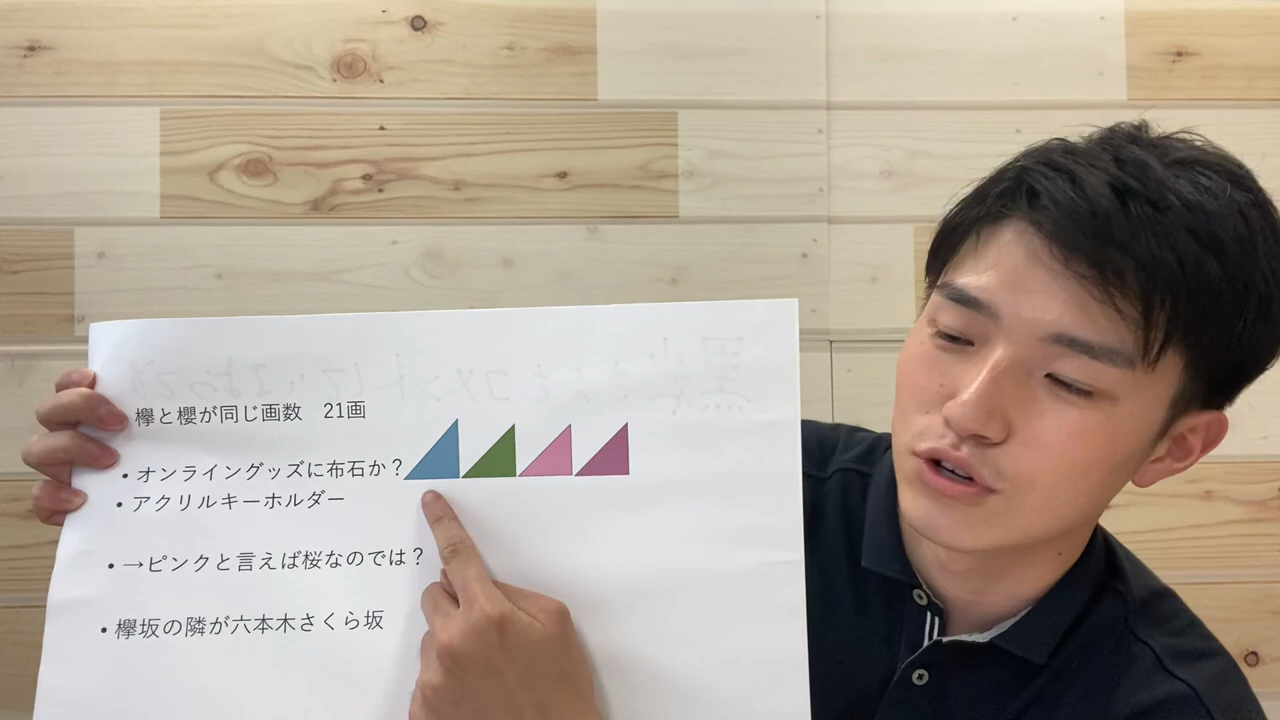 欅と櫻が同じ画数 21画
• オンライングッズに布石か？
• アクリルキーホルダー
• →ピンクと言えば桜なのでは？
• 欅坂の隣が六本木さくら坂